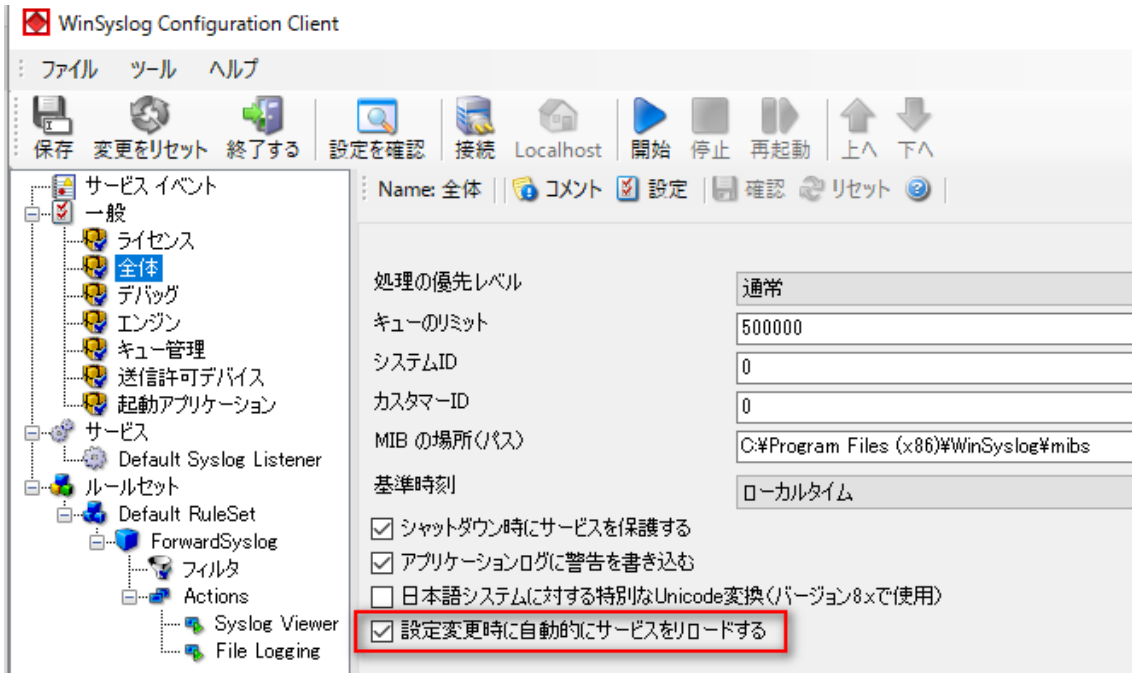 WinSyslog Configuration Client
ファイル ツール ヘルプ
保存 変更をリセット 終了する 設定を確認 接続 Localhost 開始 停止 再起動 上へ 下へ
サービス イベント
一般
ライセンス
全体
デバッグ
エンジン
キュー管理
送信許可デバイス
起動アプリケーション
サービス
Default Syslog Listener
ルールセット
Default RuleSet
ForwardSyslog
フィルタ
Actions
Syslog Viewer
File Logging
Name: 全体 コメント 設定 確認 リセット
処理の優先レベル 通常
キューのリミット 500000
システムID 0
カスタマーID 0
MIB の場所(パス) C:¥Program Files (x86)¥WinSyslog¥mibs
基準時刻 ローカルタイム
シャットダウン時にサービスを保護する
アプリケーションログに警告を書き込む
日本語システムに対する特別なUnicode変換(バージョン8.xで使用)
設定変更時に自動的にサービスをリロードする